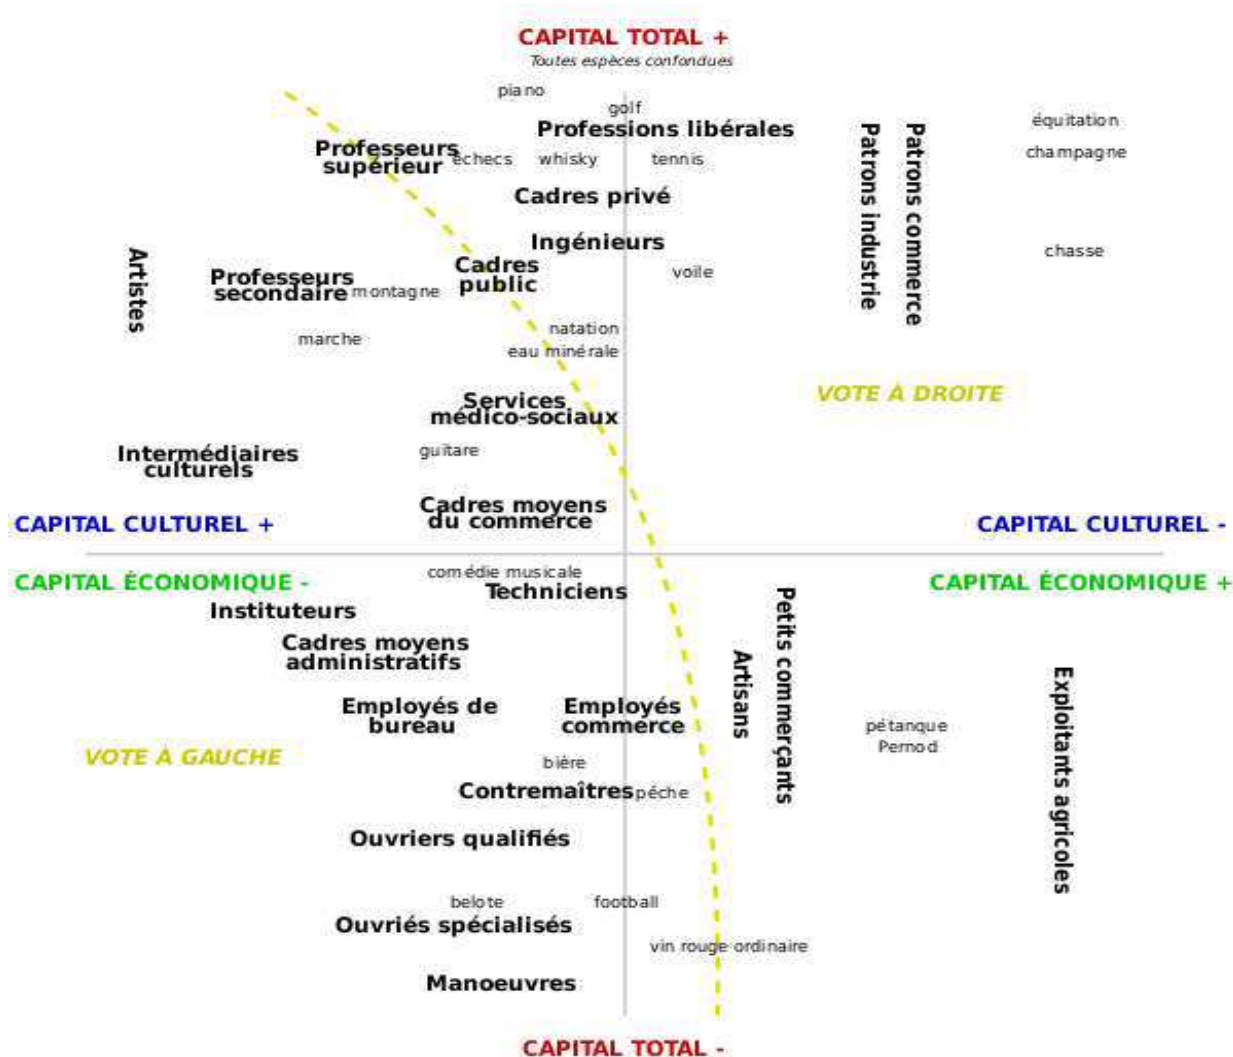 CAPITAL TOTAL +
Toutes espèces confondues
piano
golf
Professions libérales
équitation
Professeurs
supérieur
échecs
whisky
tennis
champagne
Patrons industrie
Patrons commerce
Cadres privé
Ingénieurs
chasse
Artistes
Cadres
public
voile
Professeurs
secondaire
montagne
marche
natation
eau minérale
VOTE À DROITE
Services
médico-sociaux
guitare
Intermédiaires
culturels
Cadres moyens
du commerce
CAPITAL CULTUREL +
CAPITAL CULTUREL -
CAPITAL ÉCONOMIQUE -
CAPITAL ÉCONOMIQUE +
comédie musicale
Techniciens
Instituteurs
Cadres moyens
administratifs
Petits commerçants
Artisans
Exploitants agricoles
Employés de
bureau
Employés
commerce
pétanque
Pernod
VOTE À GAUCHE
bière
Contremaîtres
péche
Ouvriers qualifiés
belote
football
Ouvriés spécialisés
vin rouge ordinaire
Manoeuvres
CAPITAL TOTAL -